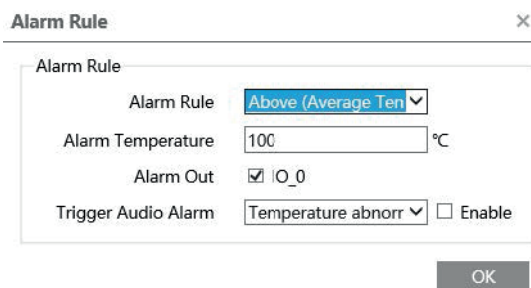 Alarm Rule
Alarm Rule
Alarm Rule Above (Average Ten
Alarm Temperature 100 ℃
Alarm Out IO_0
Trigger Audio Alarm Temperature abnorr Enable
OK